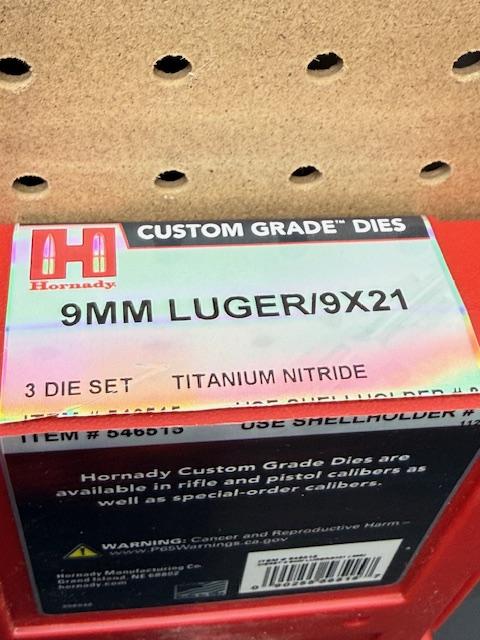 CUSTOM GRADE™ DIES
H
Hornady
9MM LUGER/9X21
3 DIE SET TITANIUM NITRIDE
ITEM # 546515 USE SHELLHOLDER #
Hornady Custom Grade Dies are
available in rifle and pistol calibers as
well as special-order calibers.
WARNING: Cancer and Reproductive Harm –
www.P65Warnings.ca.gov
Hornady Manufacturing Co.
Grand Island, NE 68802
hornady.com
ITEM # 546515